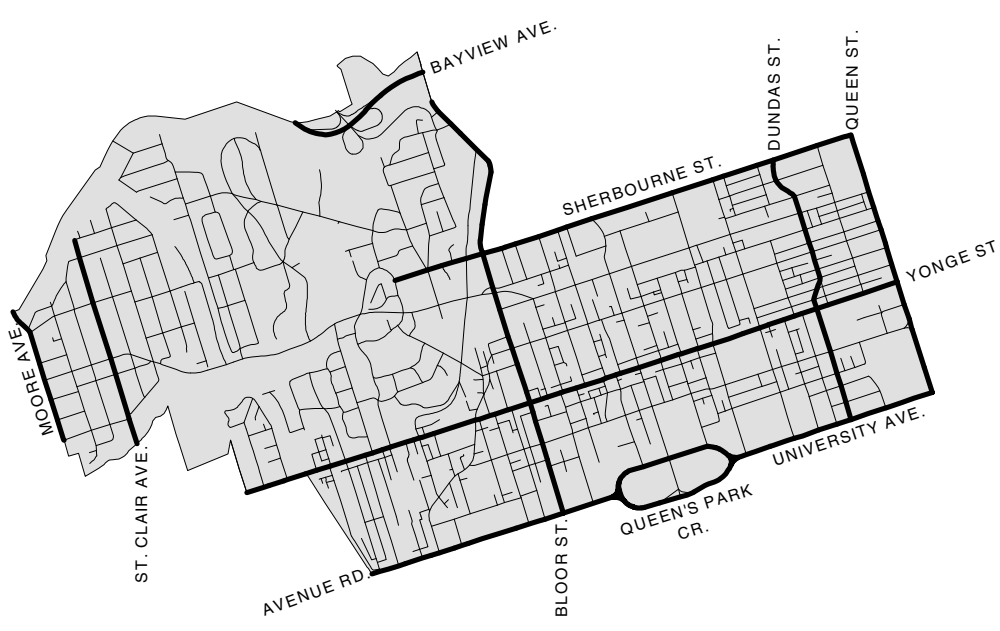 BAYVIEW AVE.
DUNDAS ST.
QUEEN ST.
SHERBOURNE ST.
YONGE ST
MOORE AVE.
ST. CLAIR AVE.
UNIVERSITY AVE.
QUEEN'S PARK
CR.
BLOOR ST.
AVENUE RD.